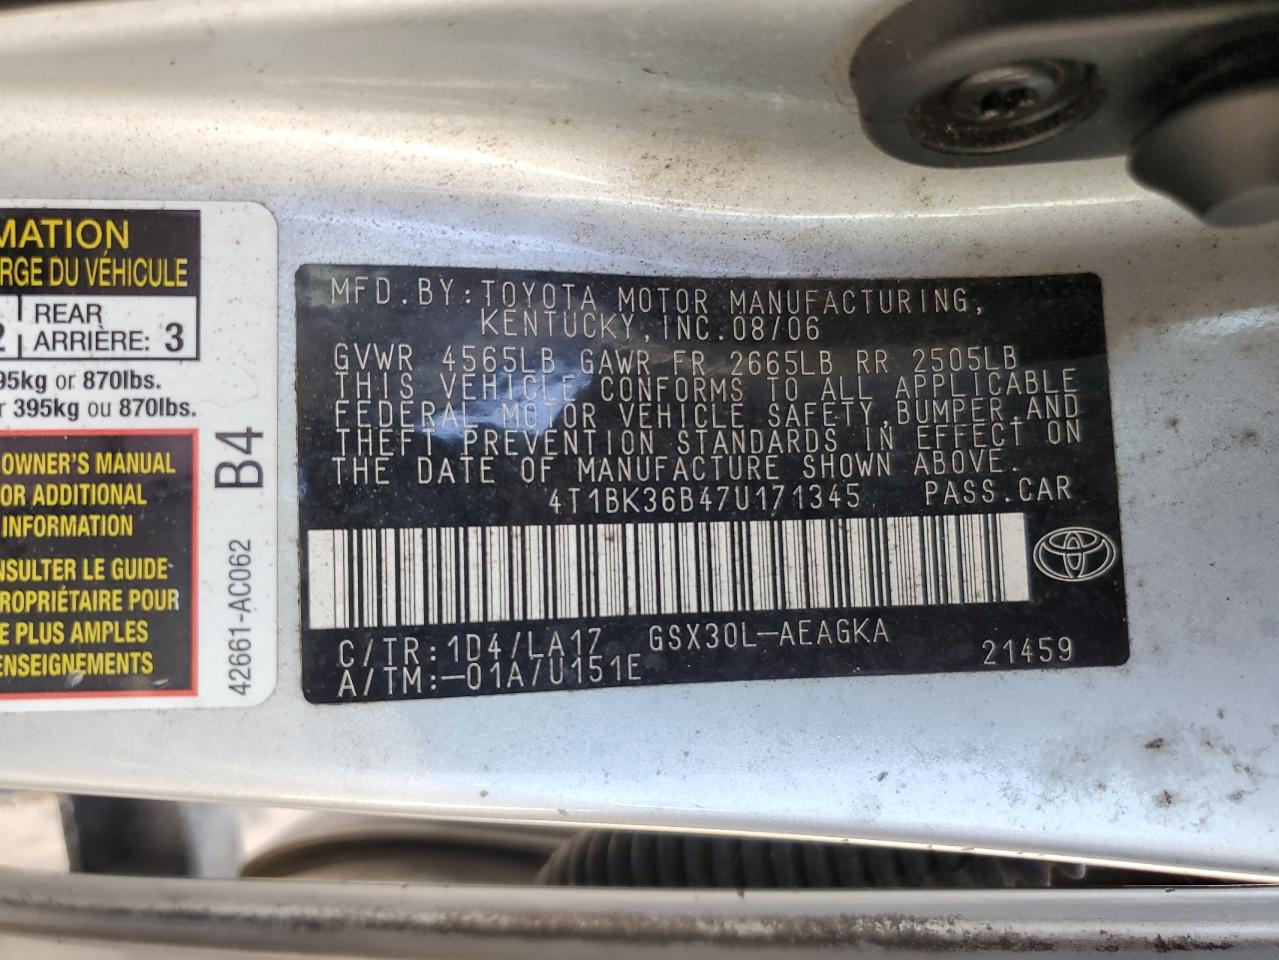 MATION
RGE DU VÉHICULE
2 REAR
ARRIÈRE: 3
95kg or 870lbs.
r 395kg ou 870lbs.
OWNER'S MANUAL
OR ADDITIONAL
INFORMATION
NSULTER LE GUIDE
ROPRIÉTAIRE POUR
E PLUS AMPLES
ENSEIGNEMENTS
B4
42661-AC062
MFD.BY:TOYOTA MOTOR MANUFACTURING,
KENTUCKY,INC.08/06
GVWR 4565LB GAWR FR 2665LB RR 2505LB
THIS VEHICLE CONFORMS TO ALL APPLICABLE
FEDERAL MOTOR VEHICLE SAFETY,BUMPER,AND
THEFT PREVENTION STANDARDS IN EFFECT ON
THE DATE OF MANUFACTURE SHOWN ABOVE.
4T1BK36B47U171345 PASS.CAR
C/TR:1D4/LA17 GSX30L-AEAGKA
A/TM:-01A/U151E 21459